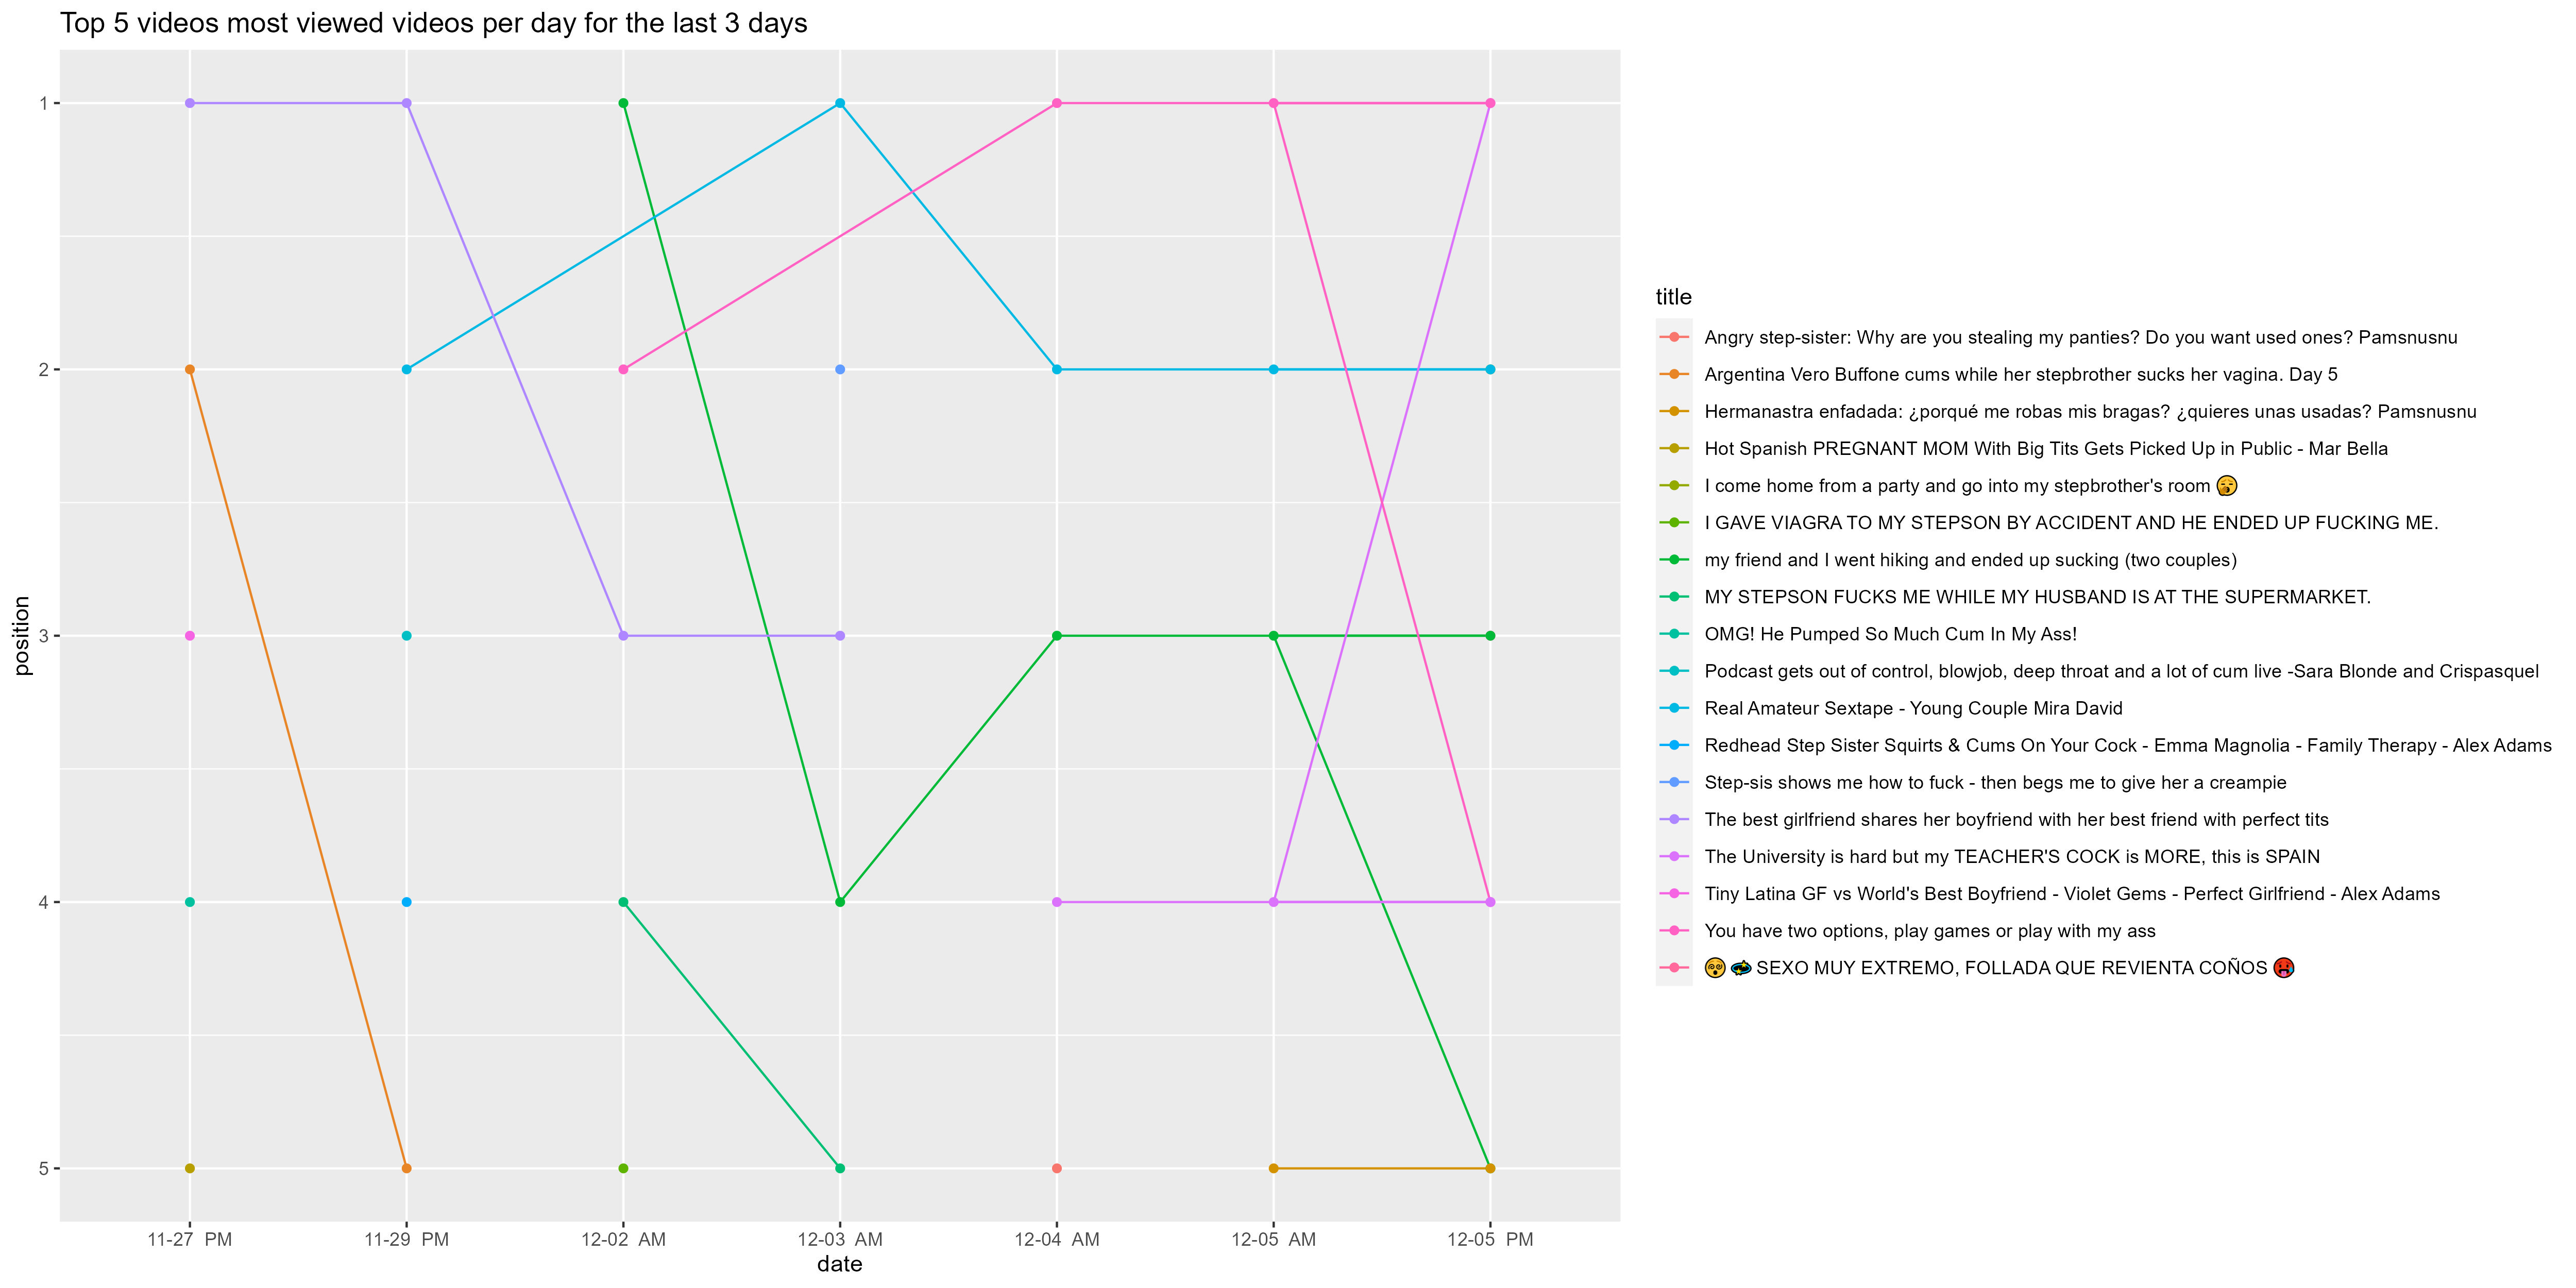 Top 5 videos most viewed videos per day for the last 3 days
position
1
2
3
4
5
11-27 PM
11-29 PM
12-02 AM
12-03 AM
12-04 AM
12-05 AM
12-05 PM
date
title
Angry step-sister: Why are you stealing my panties? Do you want used ones? Pamsnusnu
Argentina Vero Buffone cums while her stepbrother sucks her vagina. Day 5
Hermanastra enfadada: ¿porqué me robas mis bragas? ¿quieres unas usadas? Pamsnusnu
Hot Spanish PREGNANT MOM With Big Tits Gets Picked Up in Public - Mar Bella
I come home from a party and go into my stepbrother's room 🥱
I GAVE VIAGRA TO MY STEPSON BY ACCIDENT AND HE ENDED UP FUCKING ME.
my friend and I went hiking and ended up sucking (two couples)
MY STEPSON FUCKS ME WHILE MY HUSBAND IS AT THE SUPERMARKET.
OMG! He Pumped So Much Cum In My Ass!
Podcast gets out of control, blowjob, deep throat and a lot of cum live -Sara Blonde and Crispasquel
Real Amateur Sextape - Young Couple Mira David
Redhead Step Sister Squirts & Cums On Your Cock - Emma Magnolia - Family Therapy - Alex Adams
Step-sis shows me how to fuck - then begs me to give her a creampie
The best girlfriend shares her boyfriend with her best friend with perfect tits
The University is hard but my TEACHER'S COCK is MORE, this is SPAIN
Tiny Latina GF vs World's Best Boyfriend - Violet Gems - Perfect Girlfriend - Alex Adams
You have two options, play games or play with my ass
😵‍💫 SEXO MUY EXTREMO, FOLLADA QUE REVIENTA COÑOS 🥵